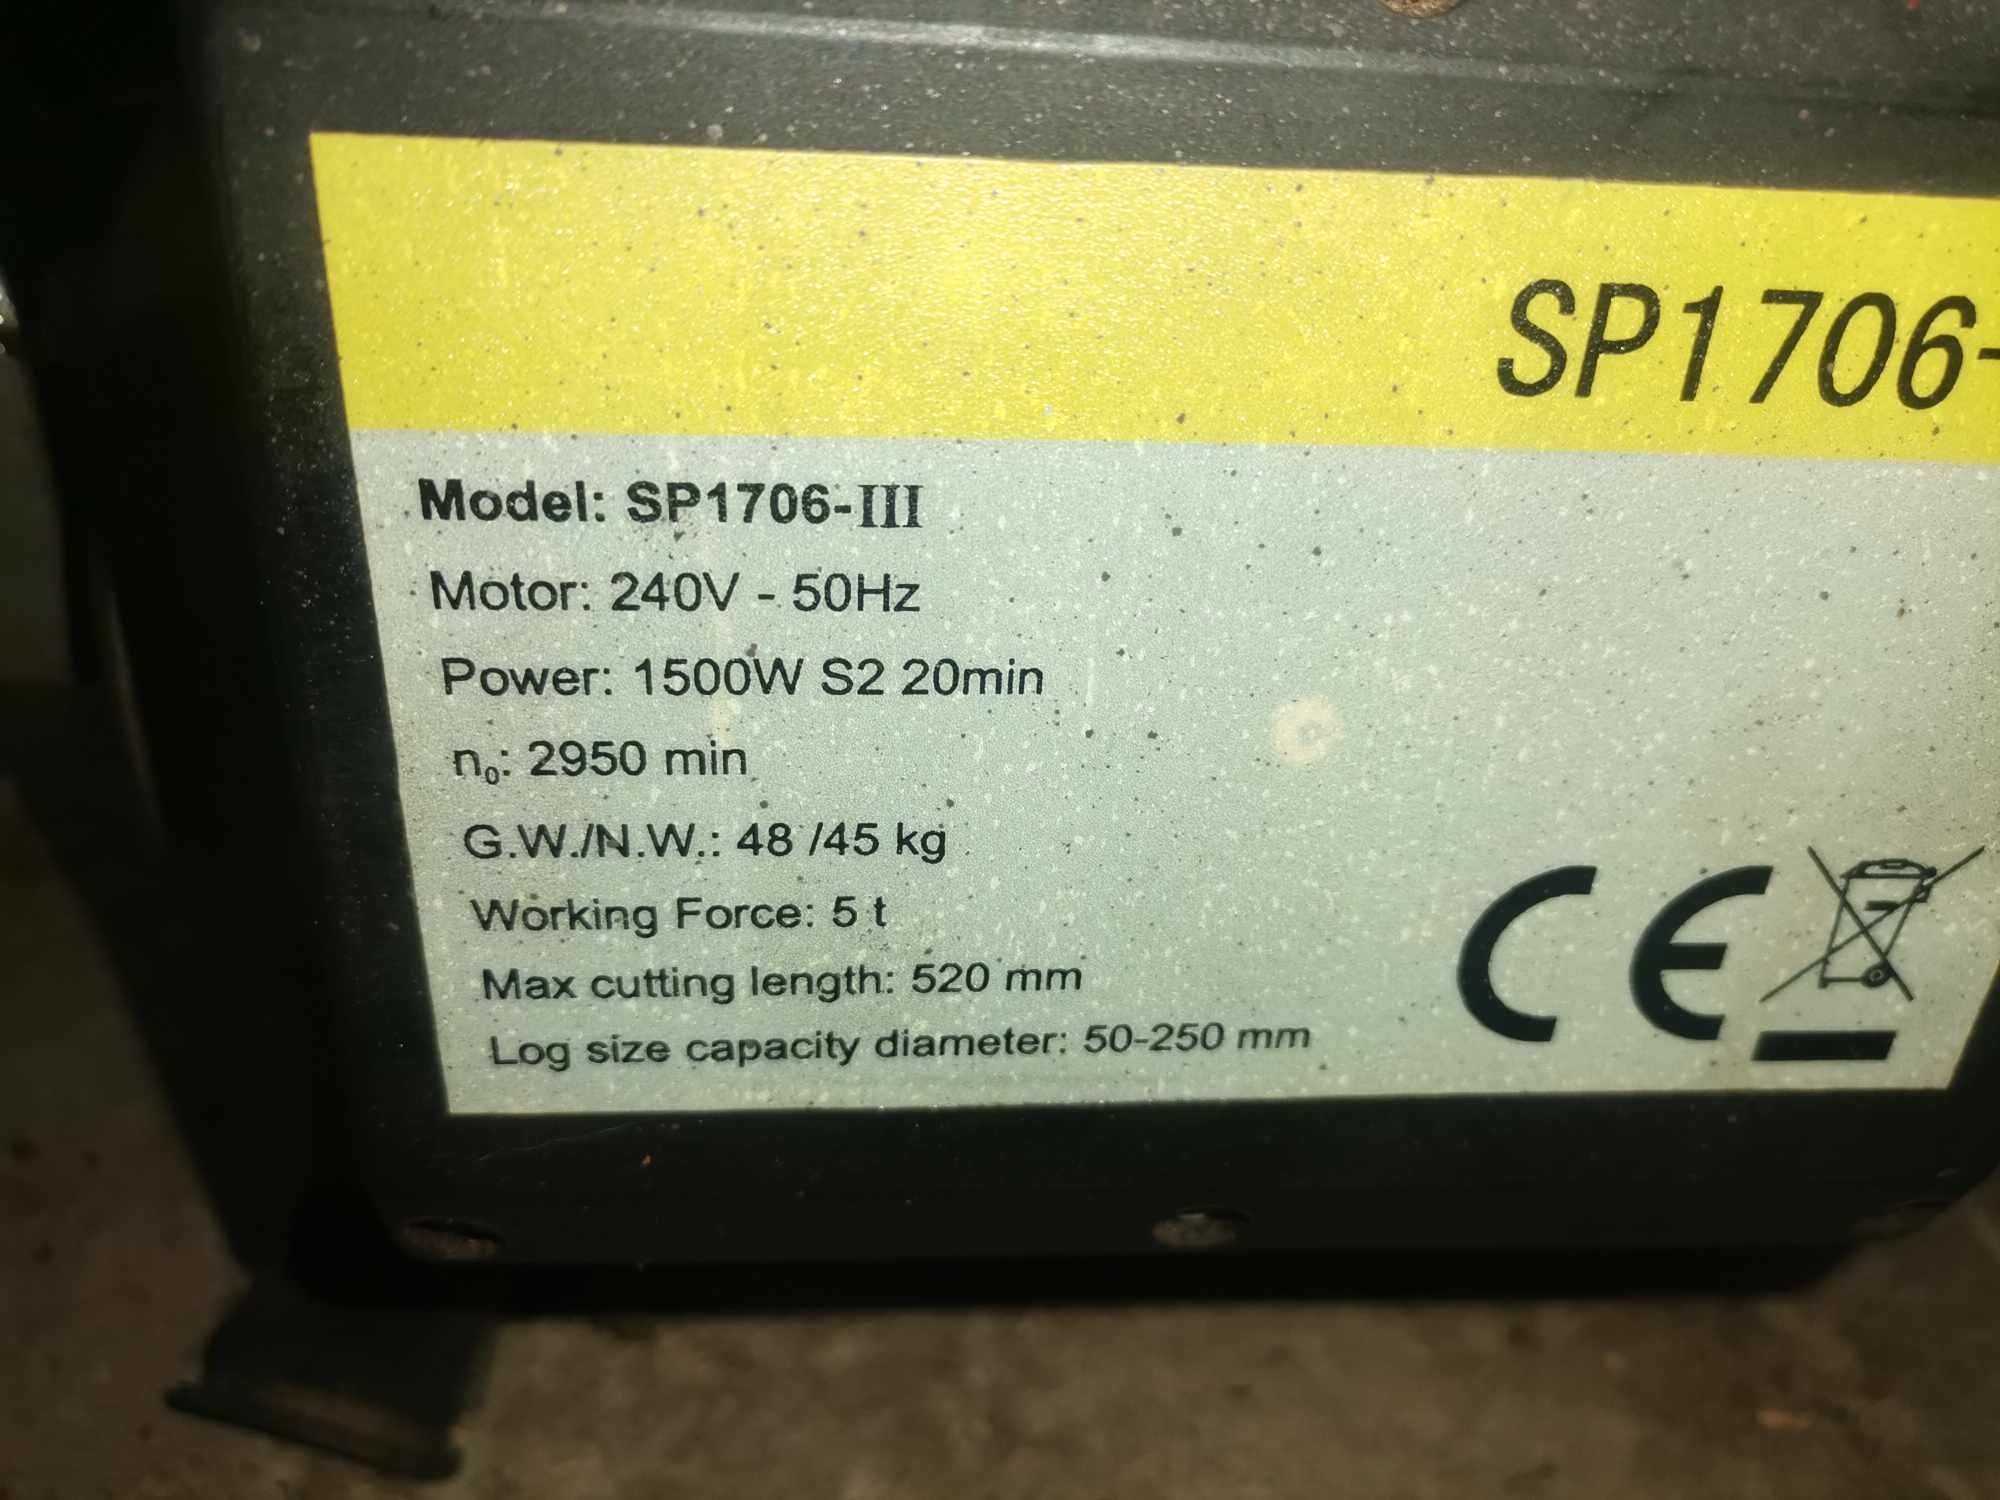 SP1706-
Model: SP1706-III
Motor: 240V - 50Hz
Power: 1500W S2 20min
n₀: 2950 min
G.W./N.W.: 48 /45 kg
Working Force: 5 t
Max cutting length: 520 mm
Log size capacity diameter: 50-250 mm
CE